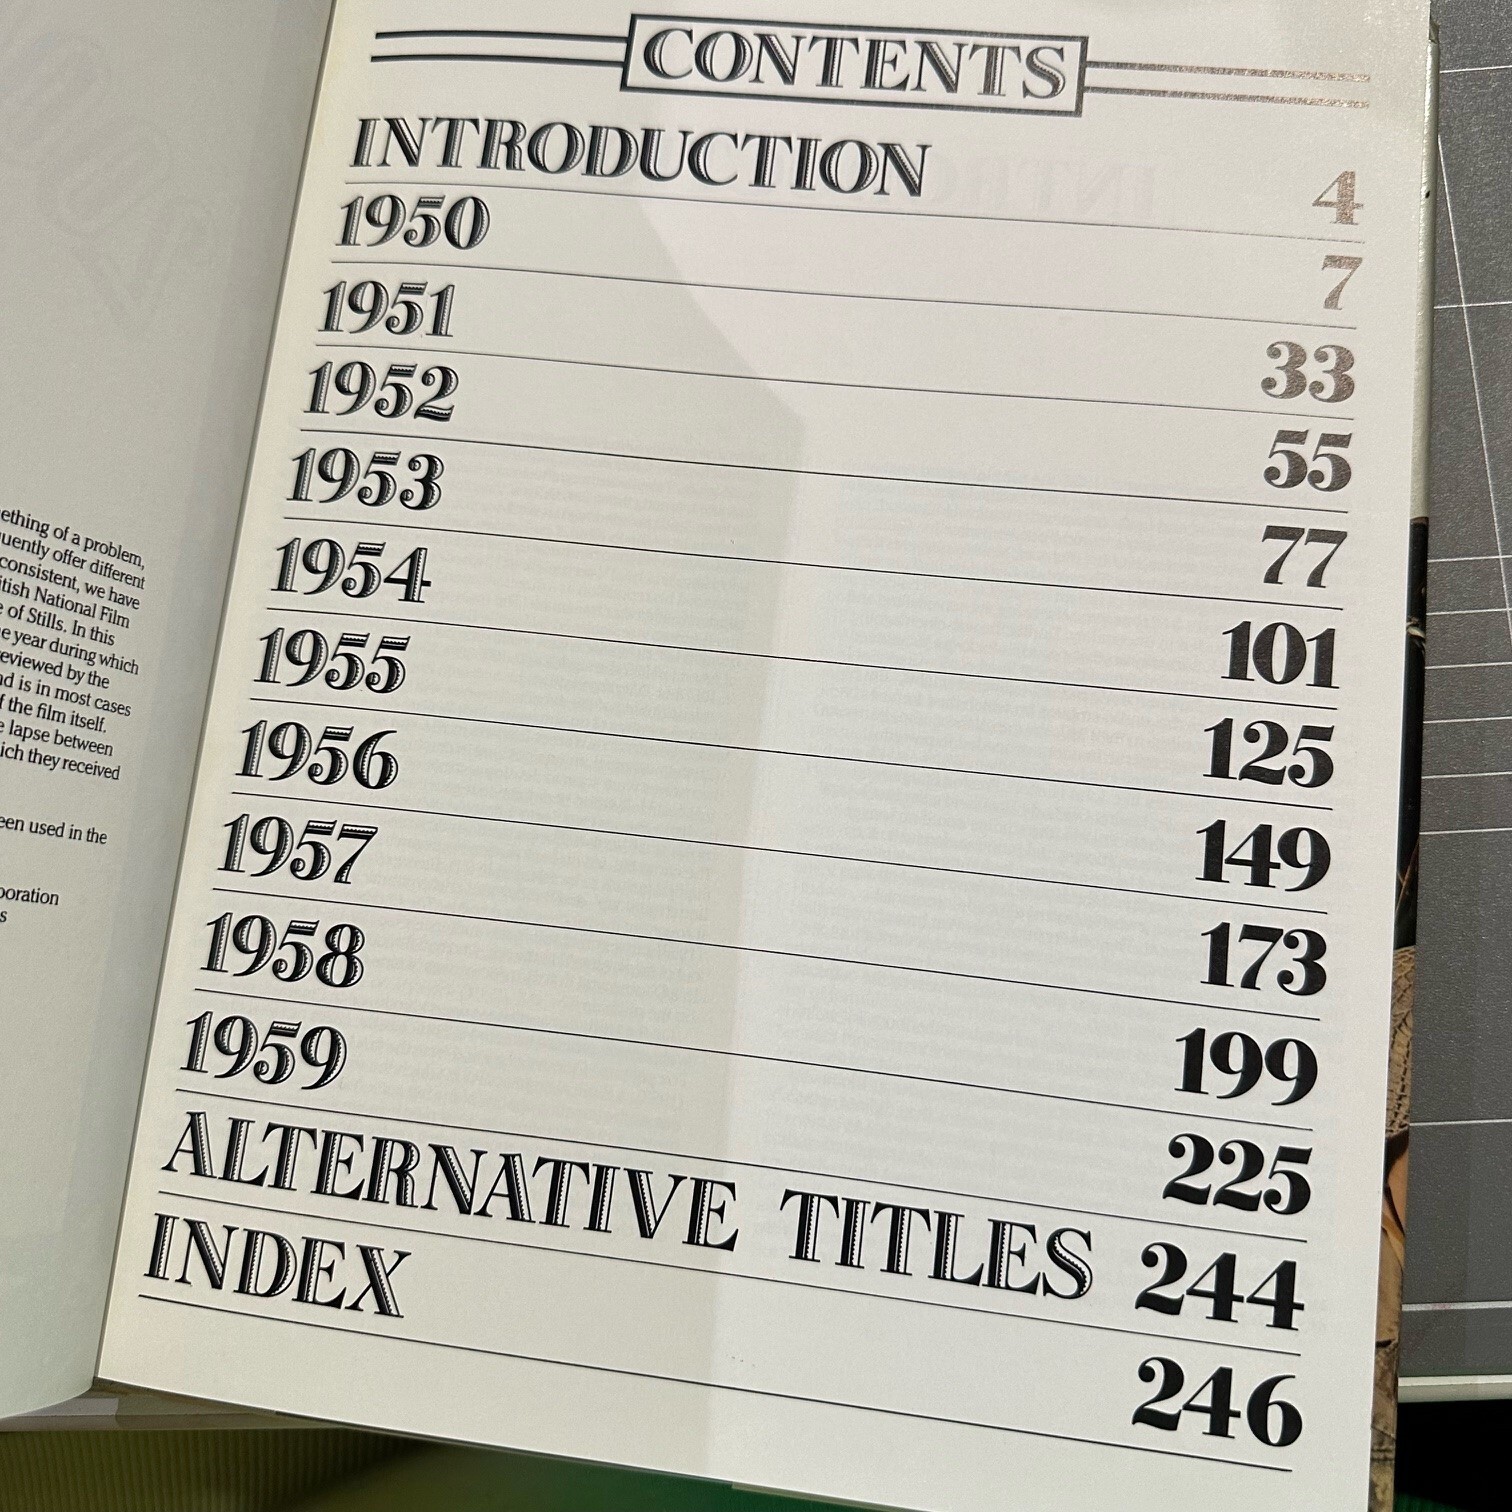 ething of a problem,
uently offer different
consistent, we have
itish National Film
e of Stills. In this
e year during which
eviewed by the
nd is in most cases
f the film itself.
e lapse between
ich they received
een used in the
poration
s
CONTENTS
INTRODUCTION 4
1950 7
1951 33
1952 55
1953 77
1954 101
1955 125
1956 149
1957 173
1958 199
1959 225
ALTERNATIVE TITLES 244
INDEX 246